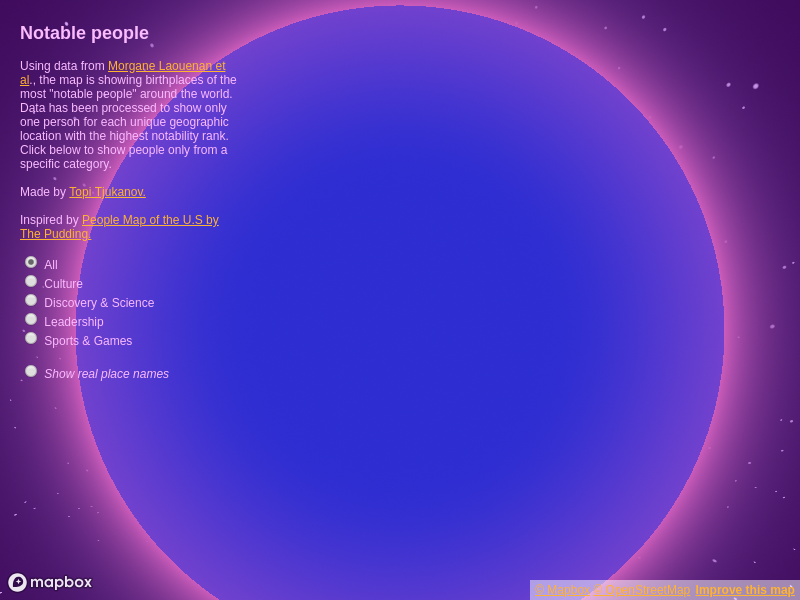 Notable people
Using data from Morgane Laouenan et
al., the map is showing birthplaces of the
most "notable people" around the world.
Data has been processed to show only
one person for each unique geographic
location with the highest notability rank.
Click below to show people only from a
specific category.
Made by Topi Tjukanov.
Inspired by People Map of the U.S by
The Pudding.
All
Culture
Discovery & Science
Leadership
Sports & Games
Show real place names
mapbox
© Mapbox © OpenStreetMap Improve this map